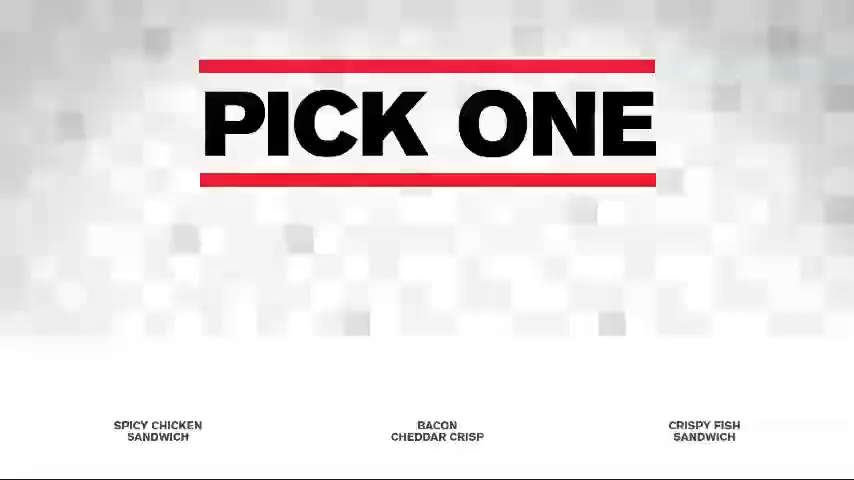 PICK ONE
SPICY CHICKEN
SANDWICH
BACON
CHEDDAR CRISP
CRISPY FISH
SANDWICH